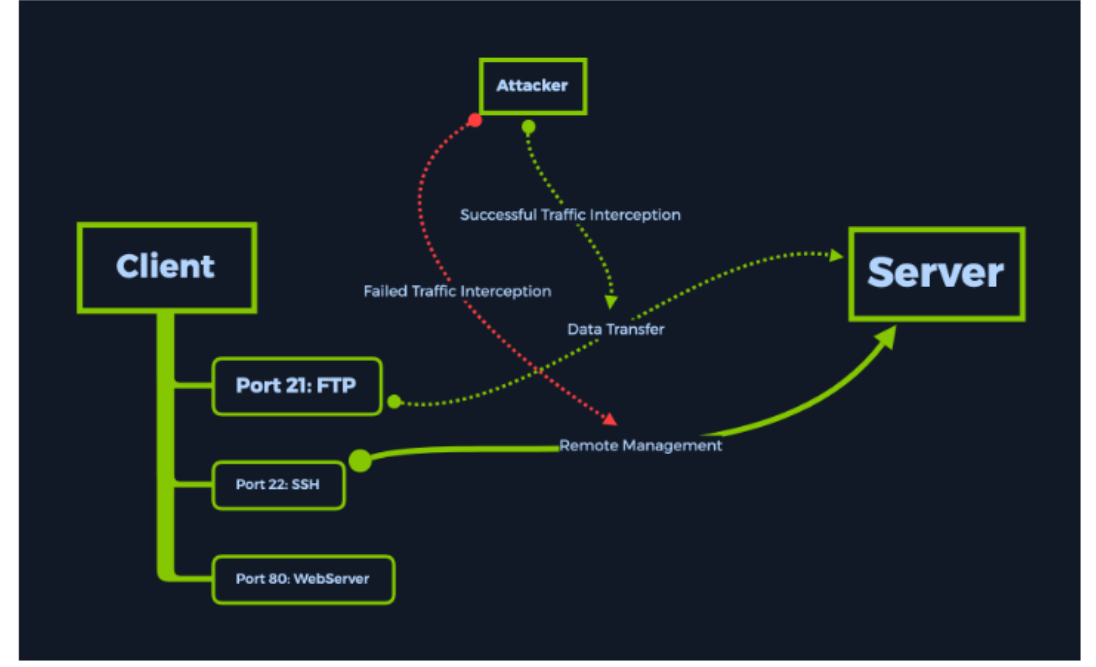 Attacker
Successful Traffic Interception
Client
Server
Failed Traffic Interception
Data Transfer
Port 21: FTP
Remote Management
Port 22: SSH
Port 80: WebServer